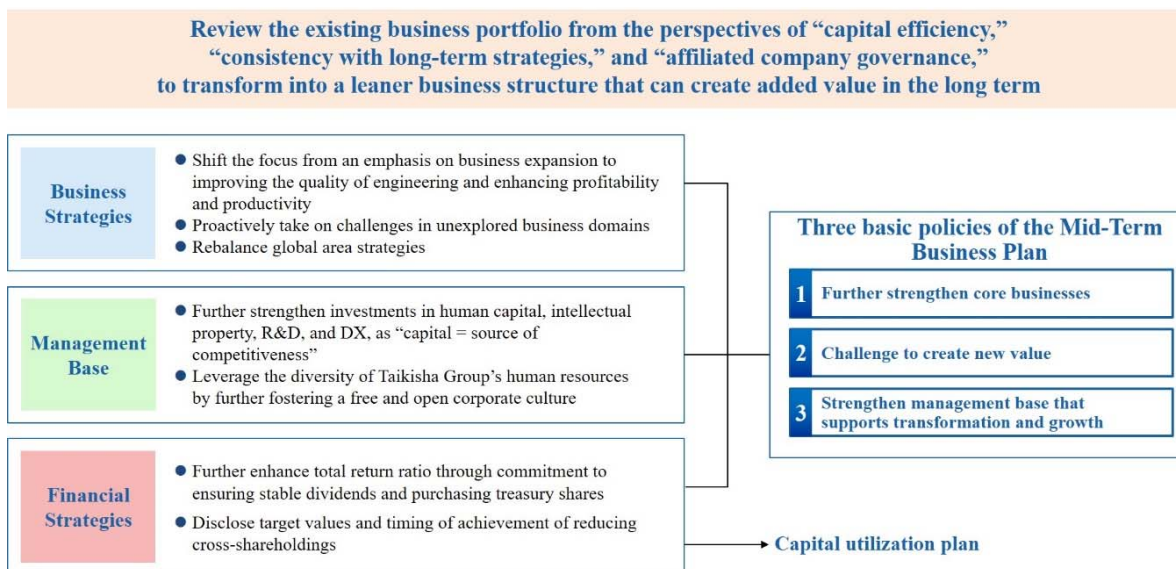 Review the existing business portfolio from the perspectives of “capital efficiency,”
“consistency with long-term strategies,” and “affiliated company governance,”
to transform into a leaner business structure that can create added value in the long term
Business
Strategies
● Shift the focus from an emphasis on business expansion to
improving the quality of engineering and enhancing profitability
and productivity
● Proactively take on challenges in unexplored business domains
● Rebalance global area strategies
Management
Base
● Further strengthen investments in human capital, intellectual
property, R&D, and DX, as “capital = source of
competitiveness”
● Leverage the diversity of Taikisha Group’s human resources
by further fostering a free and open corporate culture
Financial
Strategies
● Further enhance total return ratio through commitment to
ensuring stable dividends and purchasing treasury shares
● Disclose target values and timing of achievement of reducing
cross-shareholdings
Three basic policies of the Mid-Term
Business Plan
1 Further strengthen core businesses
2 Challenge to create new value
3 Strengthen management base that
supports transformation and growth
Capital utilization plan